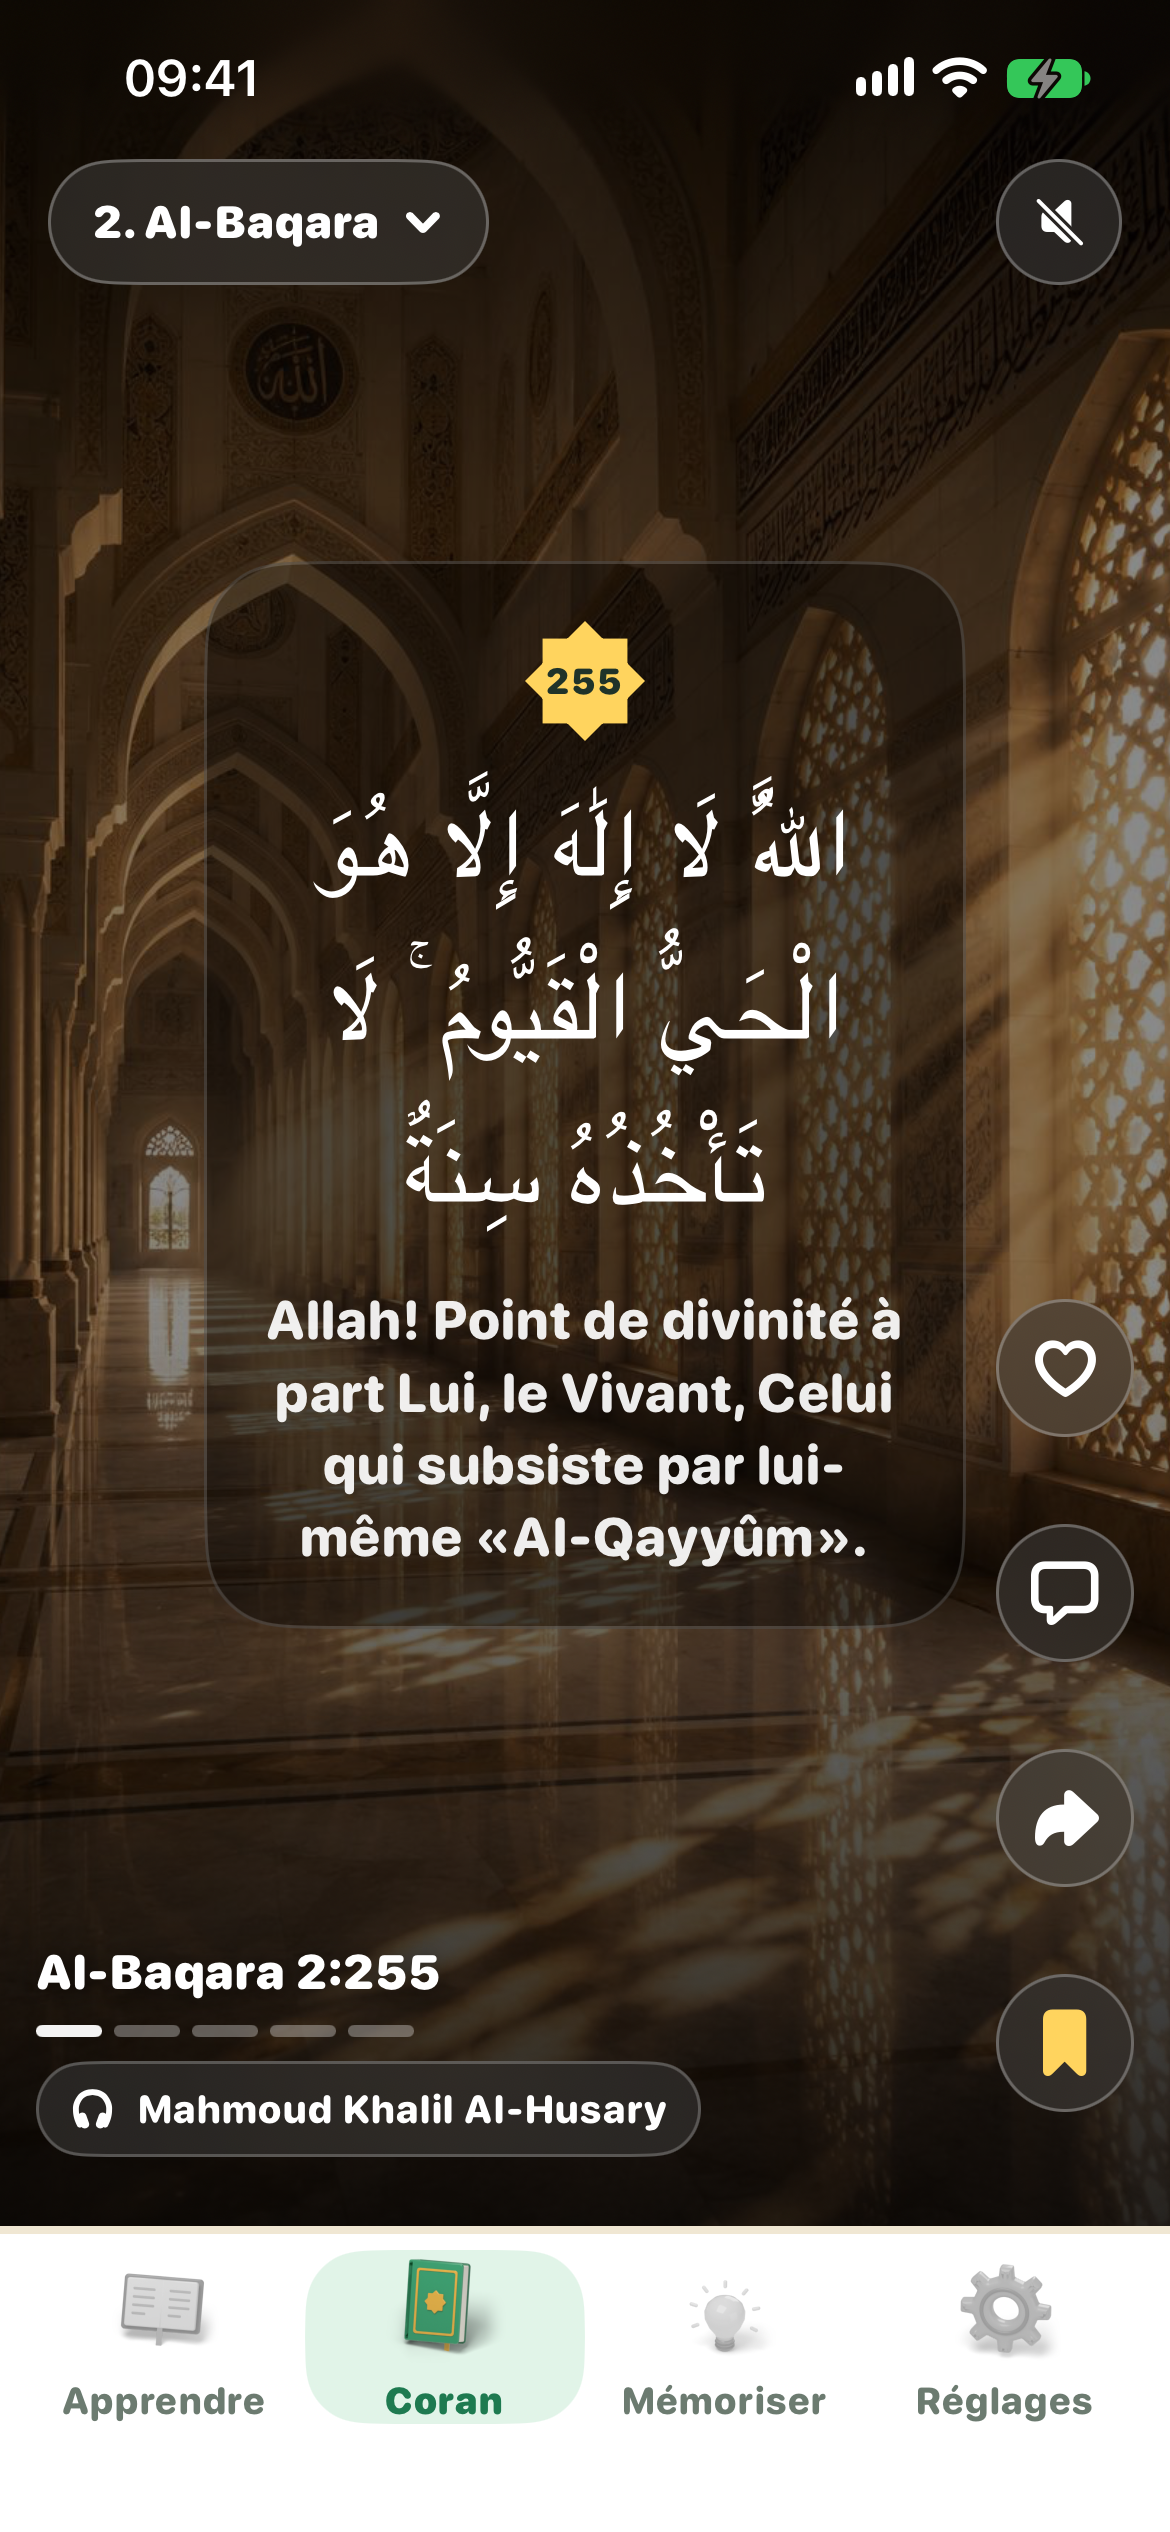 09:41
2. Al-Baqara
الله
255
اللَّهُ لَا إِلَٰهَ إِلَّا هُوَ
الْحَيُّ الْقَيُّومُ ۚ لَا
تَأْخُذُهُ سِنَةٌ
Allah! Point de divinité à
part Lui, le Vivant, Celui
qui subsiste par lui-
même «Al-Qayyûm».
Al-Baqara 2:255
Mahmoud Khalil Al-Husary
Apprendre
Coran
Mémoriser
Réglages